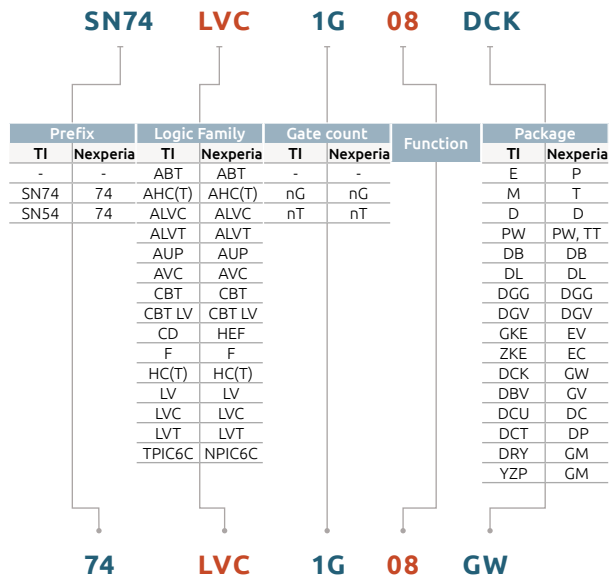 SN74 LVC 1G 08 DCK
Prefix Logic Family Gate count Function Package
TI Nexperia TI Nexperia TI Nexperia TI Nexperia
- - ABT ABT - - E P
SN74 74 AHC(T) AHC(T) nG nG M T
SN54 74 ALVC ALVC nT nT D D
ALVT ALVT PW PW, TT
AUP AUP DB DB
AVC AVC DL DL
CBT CBT DGG DGG
CBT LV CBT LV DGV DGV
CD HEF GKE EV
F F ZKE EC
HC(T) HC(T) DCK GW
LV LV DBV GV
LVC LVC DCU DC
LVT LVT DCT DP
TPIC6C NPIC6C DRY GM
YZP GM
74 LVC 1G 08 GW